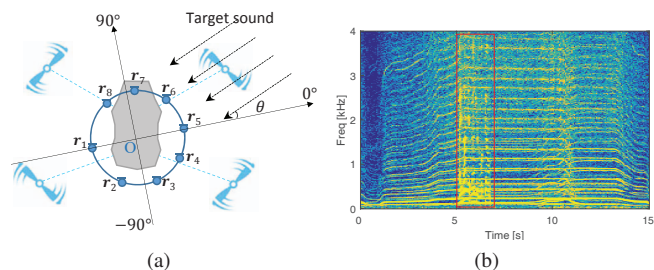 90°
Target sound
θ
0°
r₈
r₇
r₆
r₅
r₁
O
r₄
r₂
r₃
−90°
(a)
Freq [kHz]
4
3
2
1
0
0
5
10
15
Time [s]
(b)